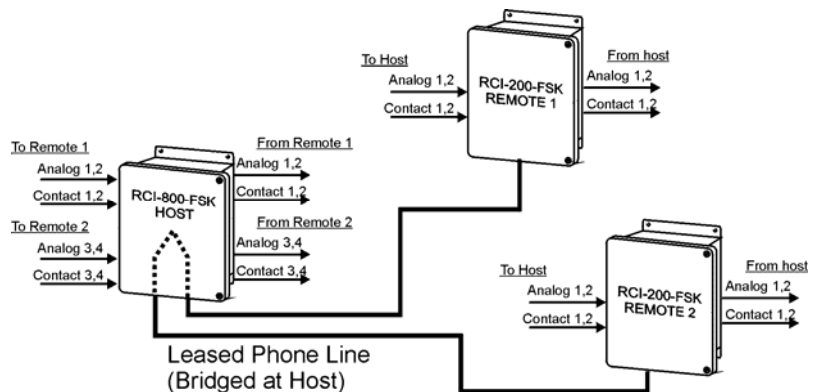 To Host
Analog 1,2
Contact 1,2
RCI-200-FSK
REMOTE 1
From host
Analog 1,2
Contact 1,2
To Remote 1
Analog 1,2
Contact 1,2
To Remote 2
Analog 3,4
Contact 3,4
RCI-800-FSK
HOST
From Remote 1
Analog 1,2
Contact 1,2
From Remote 2
Analog 3,4
Contact 3,4
To Host
Analog 1,2
Contact 1,2
RCI-200-FSK
REMOTE 2
From host
Analog 1,2
Contact 1,2
Leased Phone Line
(Bridged at Host)